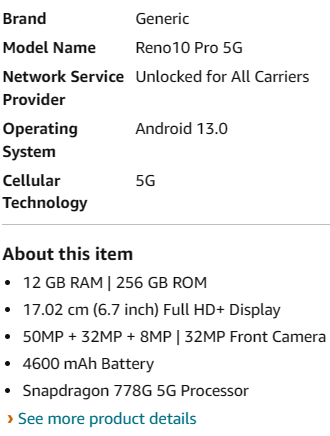 Brand Generic
Model Name Reno10 Pro 5G
Network Service Unlocked for All Carriers
Provider
Operating Android 13.0
System
Cellular 5G
Technology
About this item
• 12 GB RAM | 256 GB ROM
• 17.02 cm (6.7 inch) Full HD+ Display
• 50MP + 32MP + 8MP | 32MP Front Camera
• 4600 mAh Battery
• Snapdragon 778G 5G Processor
› See more product details